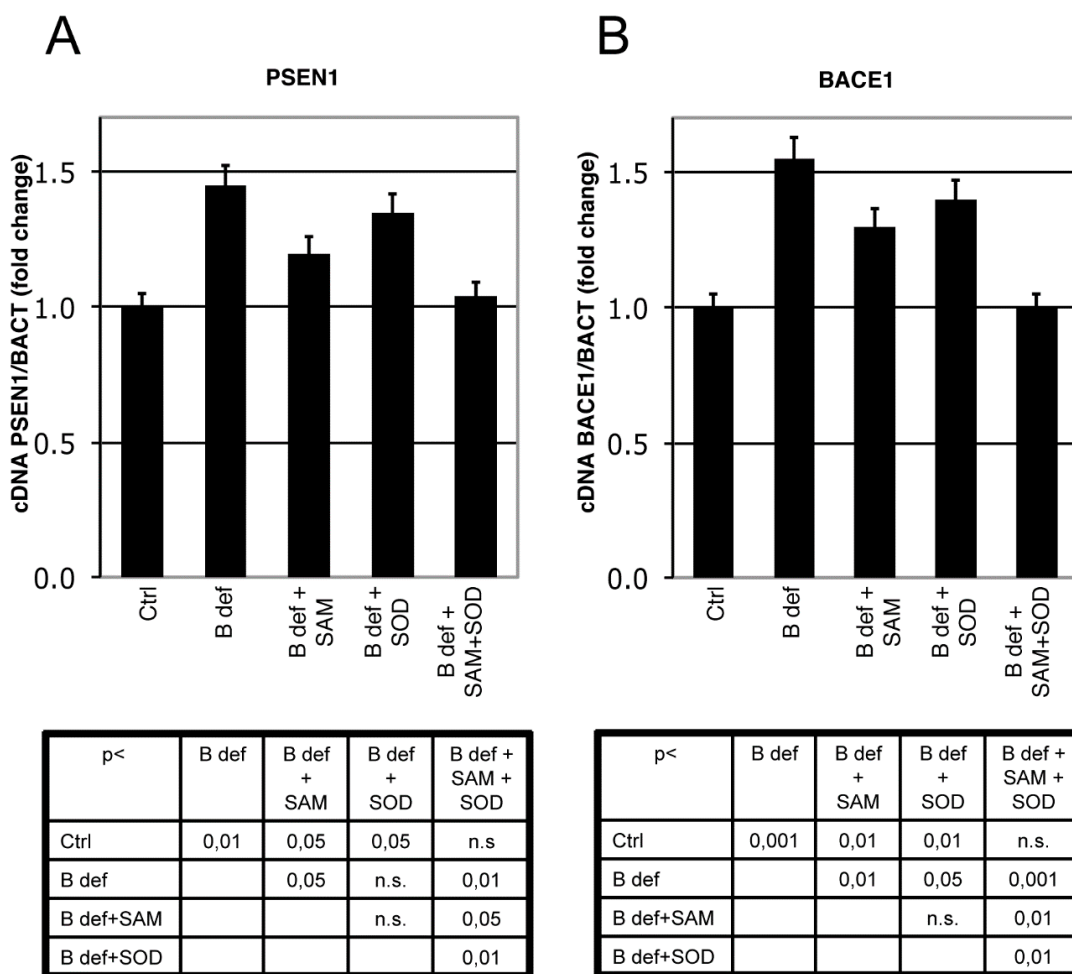 A
PSEN1
cDNA PSEN1/BACT (fold change)
1.5
1.0
0.5
0.0
Ctrl
B def
B def +
SAM
B def +
SOD
B def +
SAM+SOD
p<
B def
B def
+
SAM
B def
+
SOD
B def +
SAM +
SOD
Ctrl 0,01 0,05 0,05 n.s
B def 0,05 n.s. 0,01
B def+SAM n.s. 0,05
B def+SOD 0,01
B
BACE1
cDNA BACE1/BACT (fold change)
1.5
1.0
0.5
0.0
Ctrl
B def
B def +
SAM
B def +
SOD
B def +
SAM+SOD
p<
B def
B def
+
SAM
B def
+
SOD
B def +
SAM +
SOD
Ctrl 0,001 0,01 0,01 n.s.
B def 0,01 0,05 0,001
B def+SAM n.s. 0,01
B def+SOD 0,01